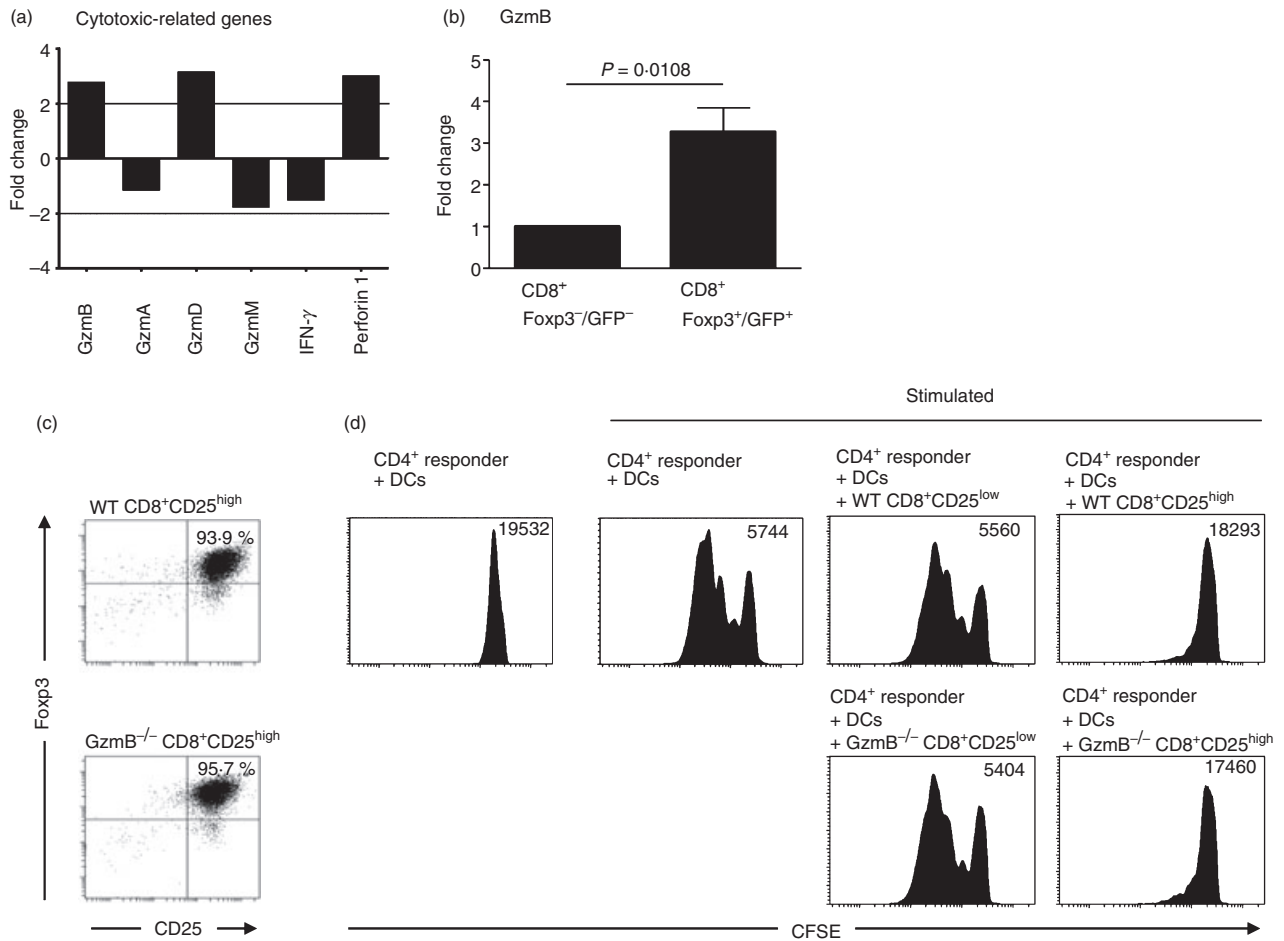 (a) Cytotoxic-related genes
4
2
0
–2
–4
Fold change
GzmB
GzmA
GzmD
GzmM
IFN-γ
Perforin 1
(b) GzmB
5
4
3
2
1
0
Fold change
P = 0·0108
CD8⁺
Foxp3⁻/GFP⁻
CD8⁺
Foxp3⁺/GFP⁺
(c)
WT CD8⁺CD25ʰⁱᵍʰ
93·9 %
GzmB⁻/⁻ CD8⁺CD25ʰⁱᵍʰ
95·7 %
Foxp3
CD25
(d)
Stimulated
CD4⁺ responder
+ DCs
19532
CD4⁺ responder
+ DCs
5744
CD4⁺ responder
+ DCs
+ WT CD8⁺CD25ˡᵒʷ
5560
CD4⁺ responder
+ DCs
+ WT CD8⁺CD25ʰⁱᵍʰ
18293
CD4⁺ responder
+ DCs
+ GzmB⁻/⁻ CD8⁺CD25ˡᵒʷ
5404
CD4⁺ responder
+ DCs
+ GzmB⁻/⁻ CD8⁺CD25ʰⁱᵍʰ
17460
CFSE